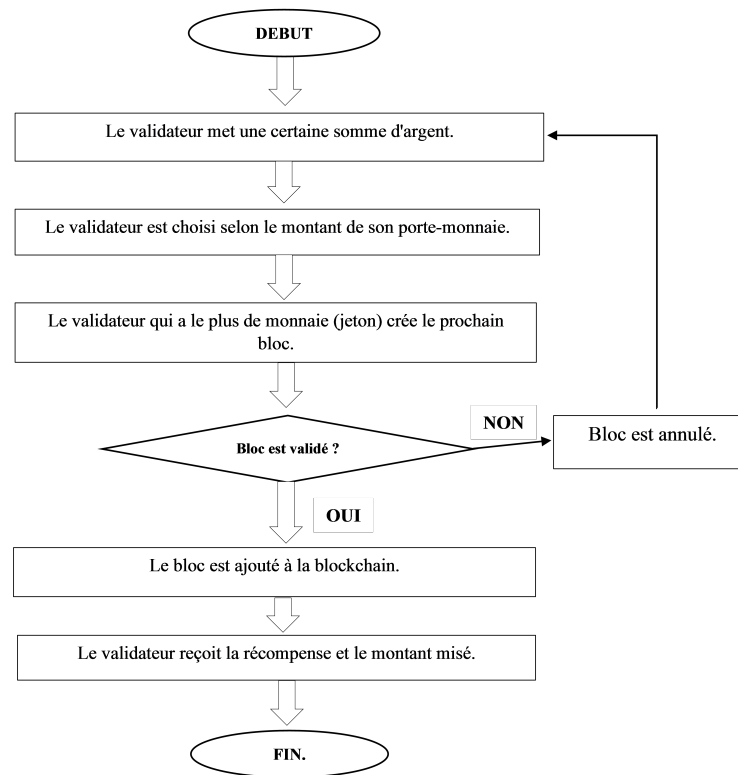 DEBUT
Le validateur met une certaine somme d'argent.
Le validateur est choisi selon le montant de son porte-monnaie.
Le validateur qui a le plus de monnaie (jeton) crée le prochain
bloc.
Bloc est validé ?
NON
Bloc est annulé.
OUI
Le bloc est ajouté à la blockchain.
Le validateur reçoit la récompense et le montant misé.
FIN.